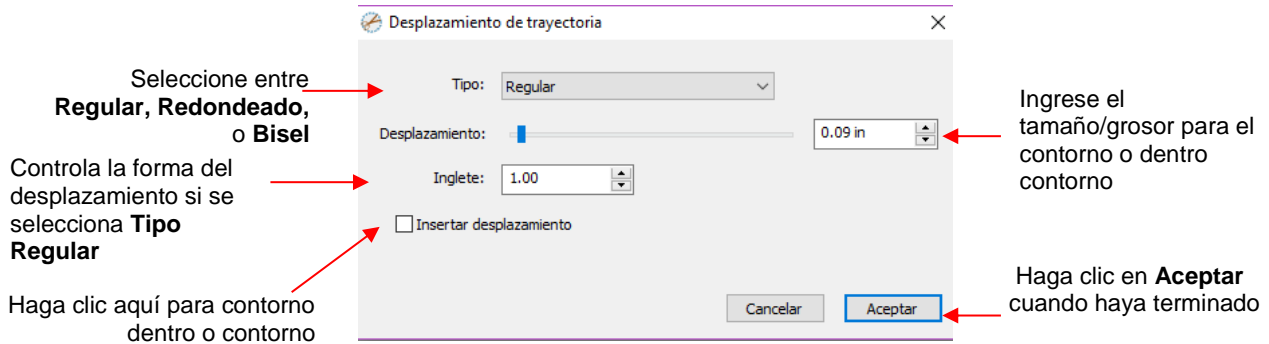 Desplazamiento de trayectoria
Seleccione entre
Regular, Redondeado,
o Bisel
Tipo:
Regular
Desplazamiento:
0.09 in
Ingrese el
tamaño/grosor para el
contorno o dentro
contorno
Controla la forma del
desplazamiento si se
selecciona Tipo
Regular
Inglete:
1.00
Insertar desplazamiento
Haga clic aquí para contorno
dentro o contorno
Cancelar
Aceptar
Haga clic en Aceptar
cuando haya terminado